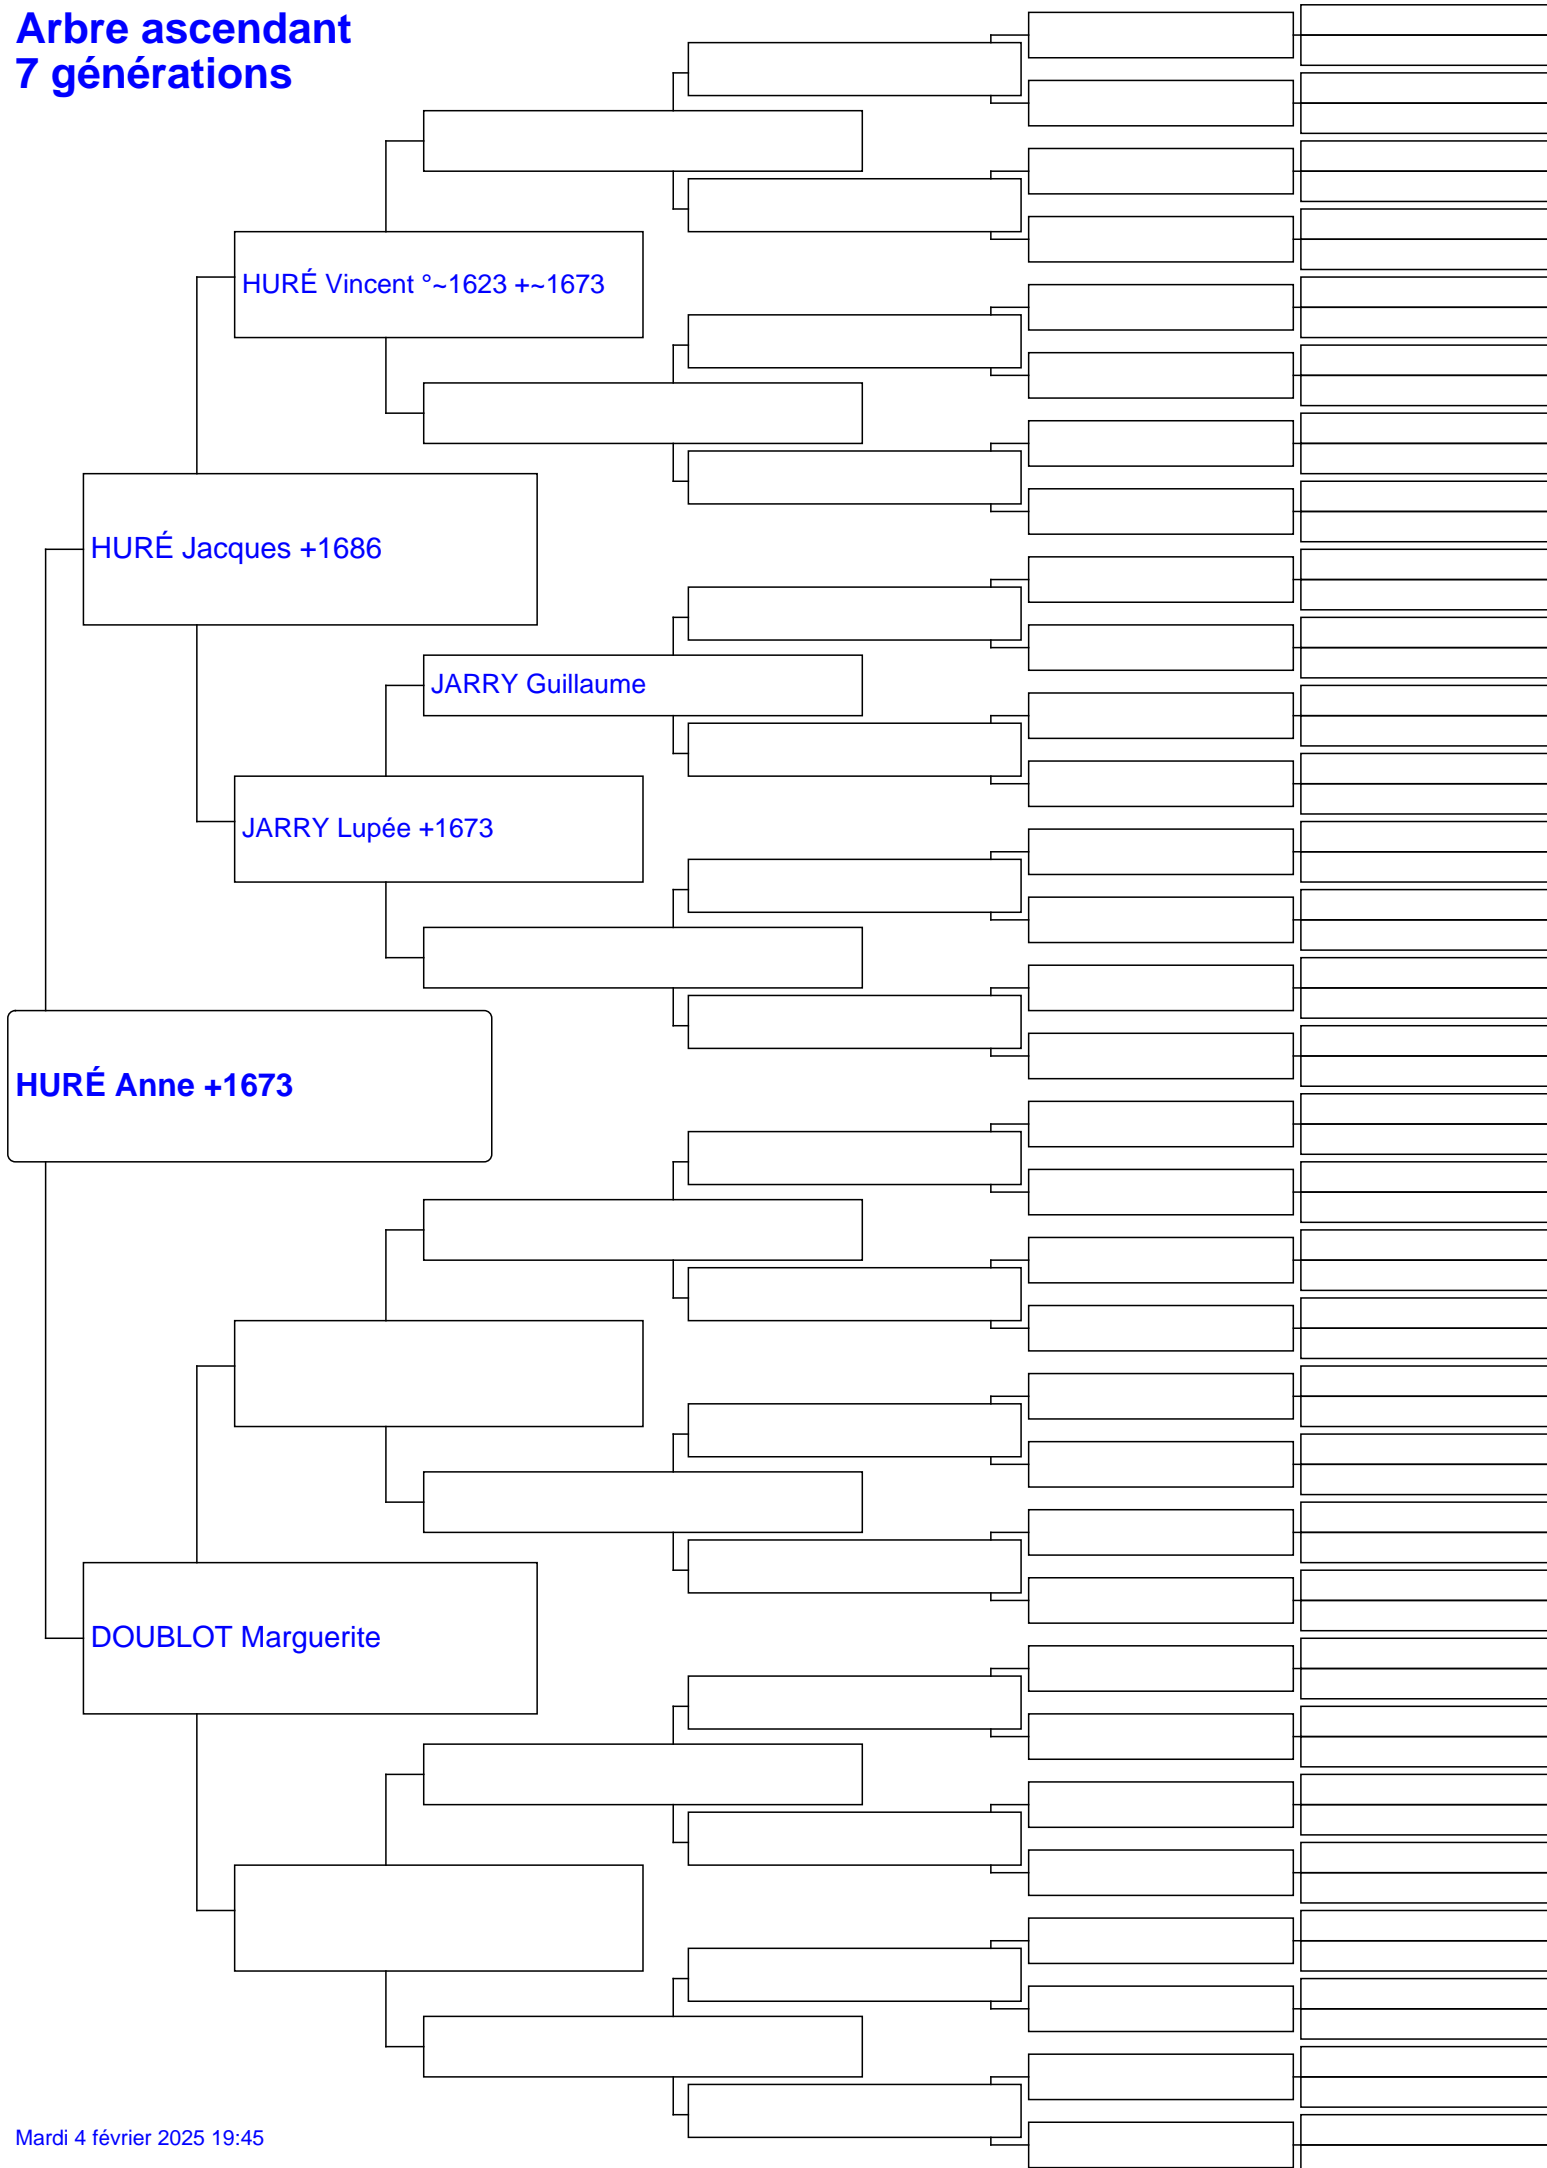 Arbre ascendant
7 générations
HURÉ Vincent °~1623 +~1673
HURÉ Jacques +1686
JARRY Guillaume
JARRY Lupée +1673
HURÉ Anne +1673
DOUBLOT Marguerite
Mardi 4 février 2025 19:45